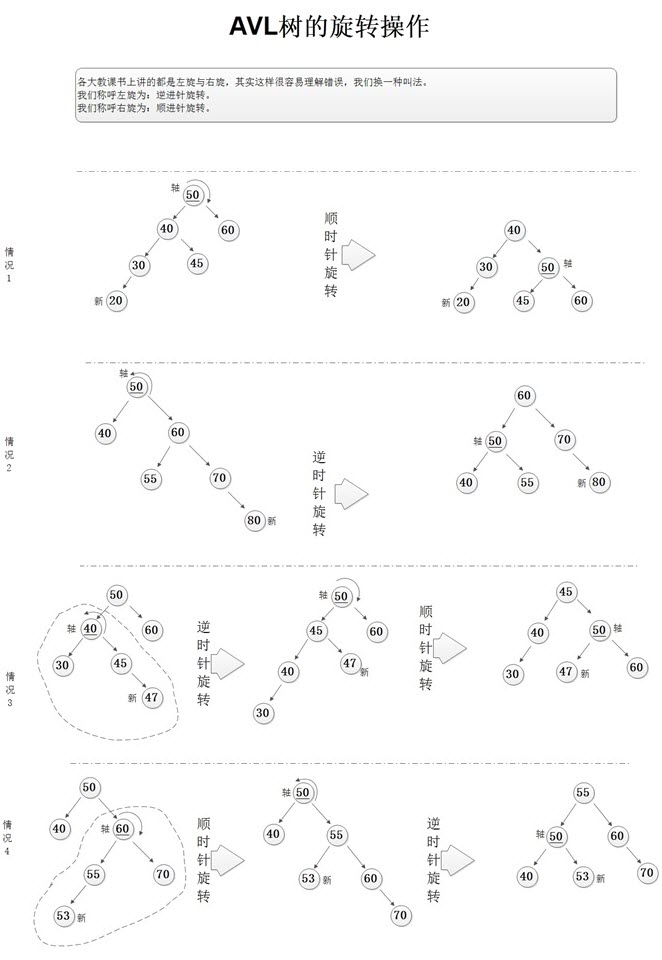 AVL树的旋转操作
各大教课书上讲的都是左旋与右旋，其实这样很容易理解错误，我们换一种叫法。
我们称呼左旋为：逆进针旋转。
我们称呼右旋为：顺进针旋转。
情况1
轴 50
40 60
30 45
新 20
顺时针旋转
40
30 50 轴
新 20 45 60
情况2
轴
50
40 60
55 70
80 新
逆时针旋转
60
轴 50 70
40 55 新 80
情况3
50
轴 40 60
30 45
新 47
逆时针旋转
轴 50
45 60
40 47 新
30
顺时针旋转
45
40 50 轴
30 47 新 60
情况4
50
40 轴 60
55 70
53 新
顺时针旋转
轴 50
40 55
53 新 60
70
逆时针旋转
55
轴 50 60
40 53 新 70